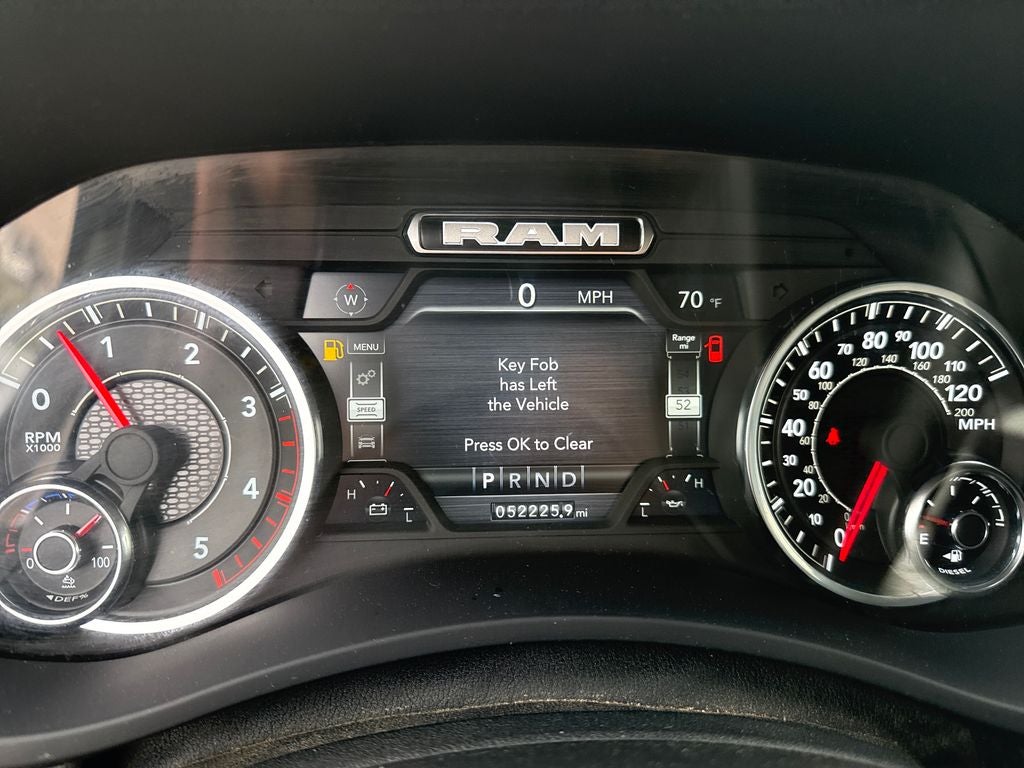 RAM
W
0 MPH
70 °F
MENU
Range
mi
Key Fob
has Left
the Vehicle
SPEED
52
Press OK to Clear
P R N D
052225.9 mi
H
L
L
H
0
1
2
3
4
5
RPM
X1000
0
100
DEF%
0
10
20
30
40
50
60
70
80
90
100
110
120
MPH
0
20
60
100
120
140
160
180
200
E
DIESEL